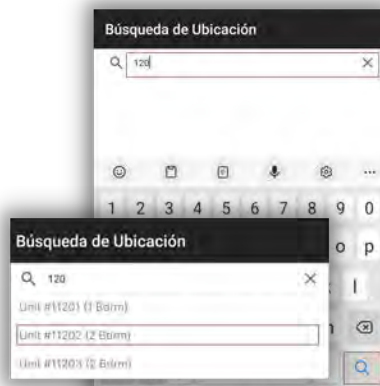 Búsqueda de Ubicación
120
1 2 3 4 5 6 7 8 9 0
o p
l
Búsqueda de Ubicación
120
Unit #11201 (1 Bdrm)
Unit #11202 (2 Bdrm)
Unit #11203 (2 Bdrm)